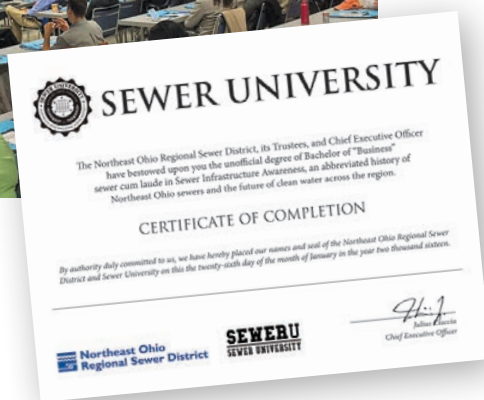 SEWER UNIVERSITY
The Northeast Ohio Regional Sewer District, its Trustees, and Chief Executive Officer
have bestowed upon you the unofficial degree of Bachelor of "Business"
sewer cum laude in Sewer Infrastructure Awareness, an abbreviated history of
Northeast Ohio sewers and the future of clean water across the region.
CERTIFICATE OF COMPLETION
By authority duly committed to us, we have hereby placed our names and seal of the Northeast Ohio Regional Sewer
District and Sewer University on this the twenty-sixth day of the month of January in the year two thousand sixteen.
Northeast Ohio
Regional Sewer District
SEWERU
SEWER UNIVERSITY
Julius Ciaccia
Chief Executive Officer